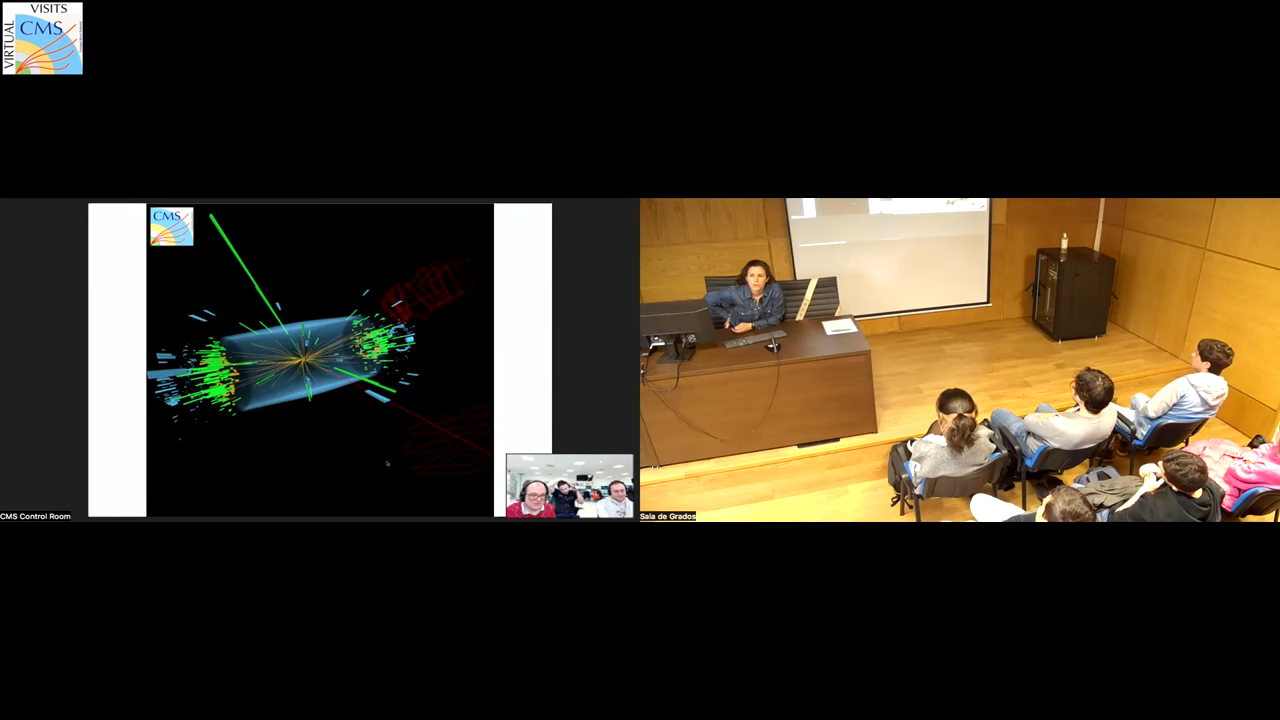 VISITS
CMS
VIRTUAL
CMS
CMS Control Room
Sala de Grados